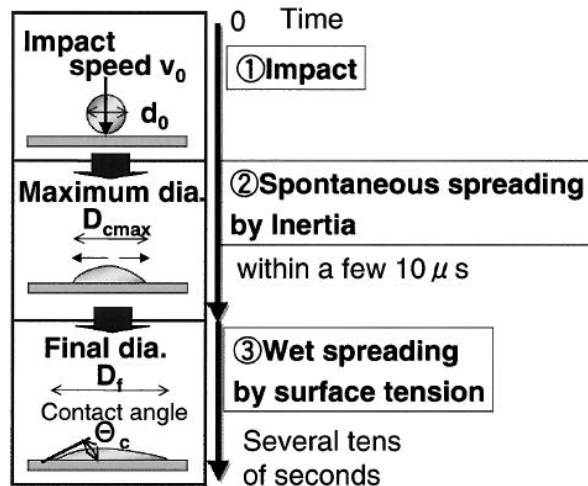 0 Time
Impact
speed v0
d0
①Impact
Maximum dia.
Dcmax
②Spontaneous spreading
by Inertia
within a few 10 μ s
Final dia.
Df
Contact angle
Θc
③Wet spreading
by surface tension
Several tens
of seconds